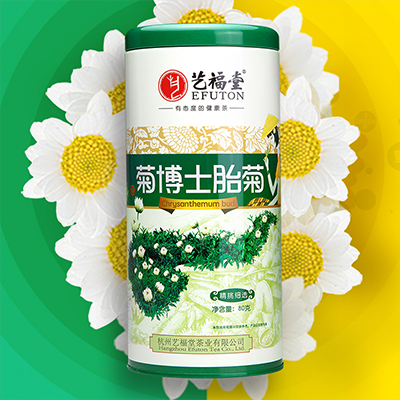 艺福堂
EFUTON
有态度的健康茶
菊博士胎菊
Chrysanthemum bud
精挑细选
净含量: 80克
杭州艺福堂茶业有限公司
Hangzhou Efuton Tea Co., Ltd.